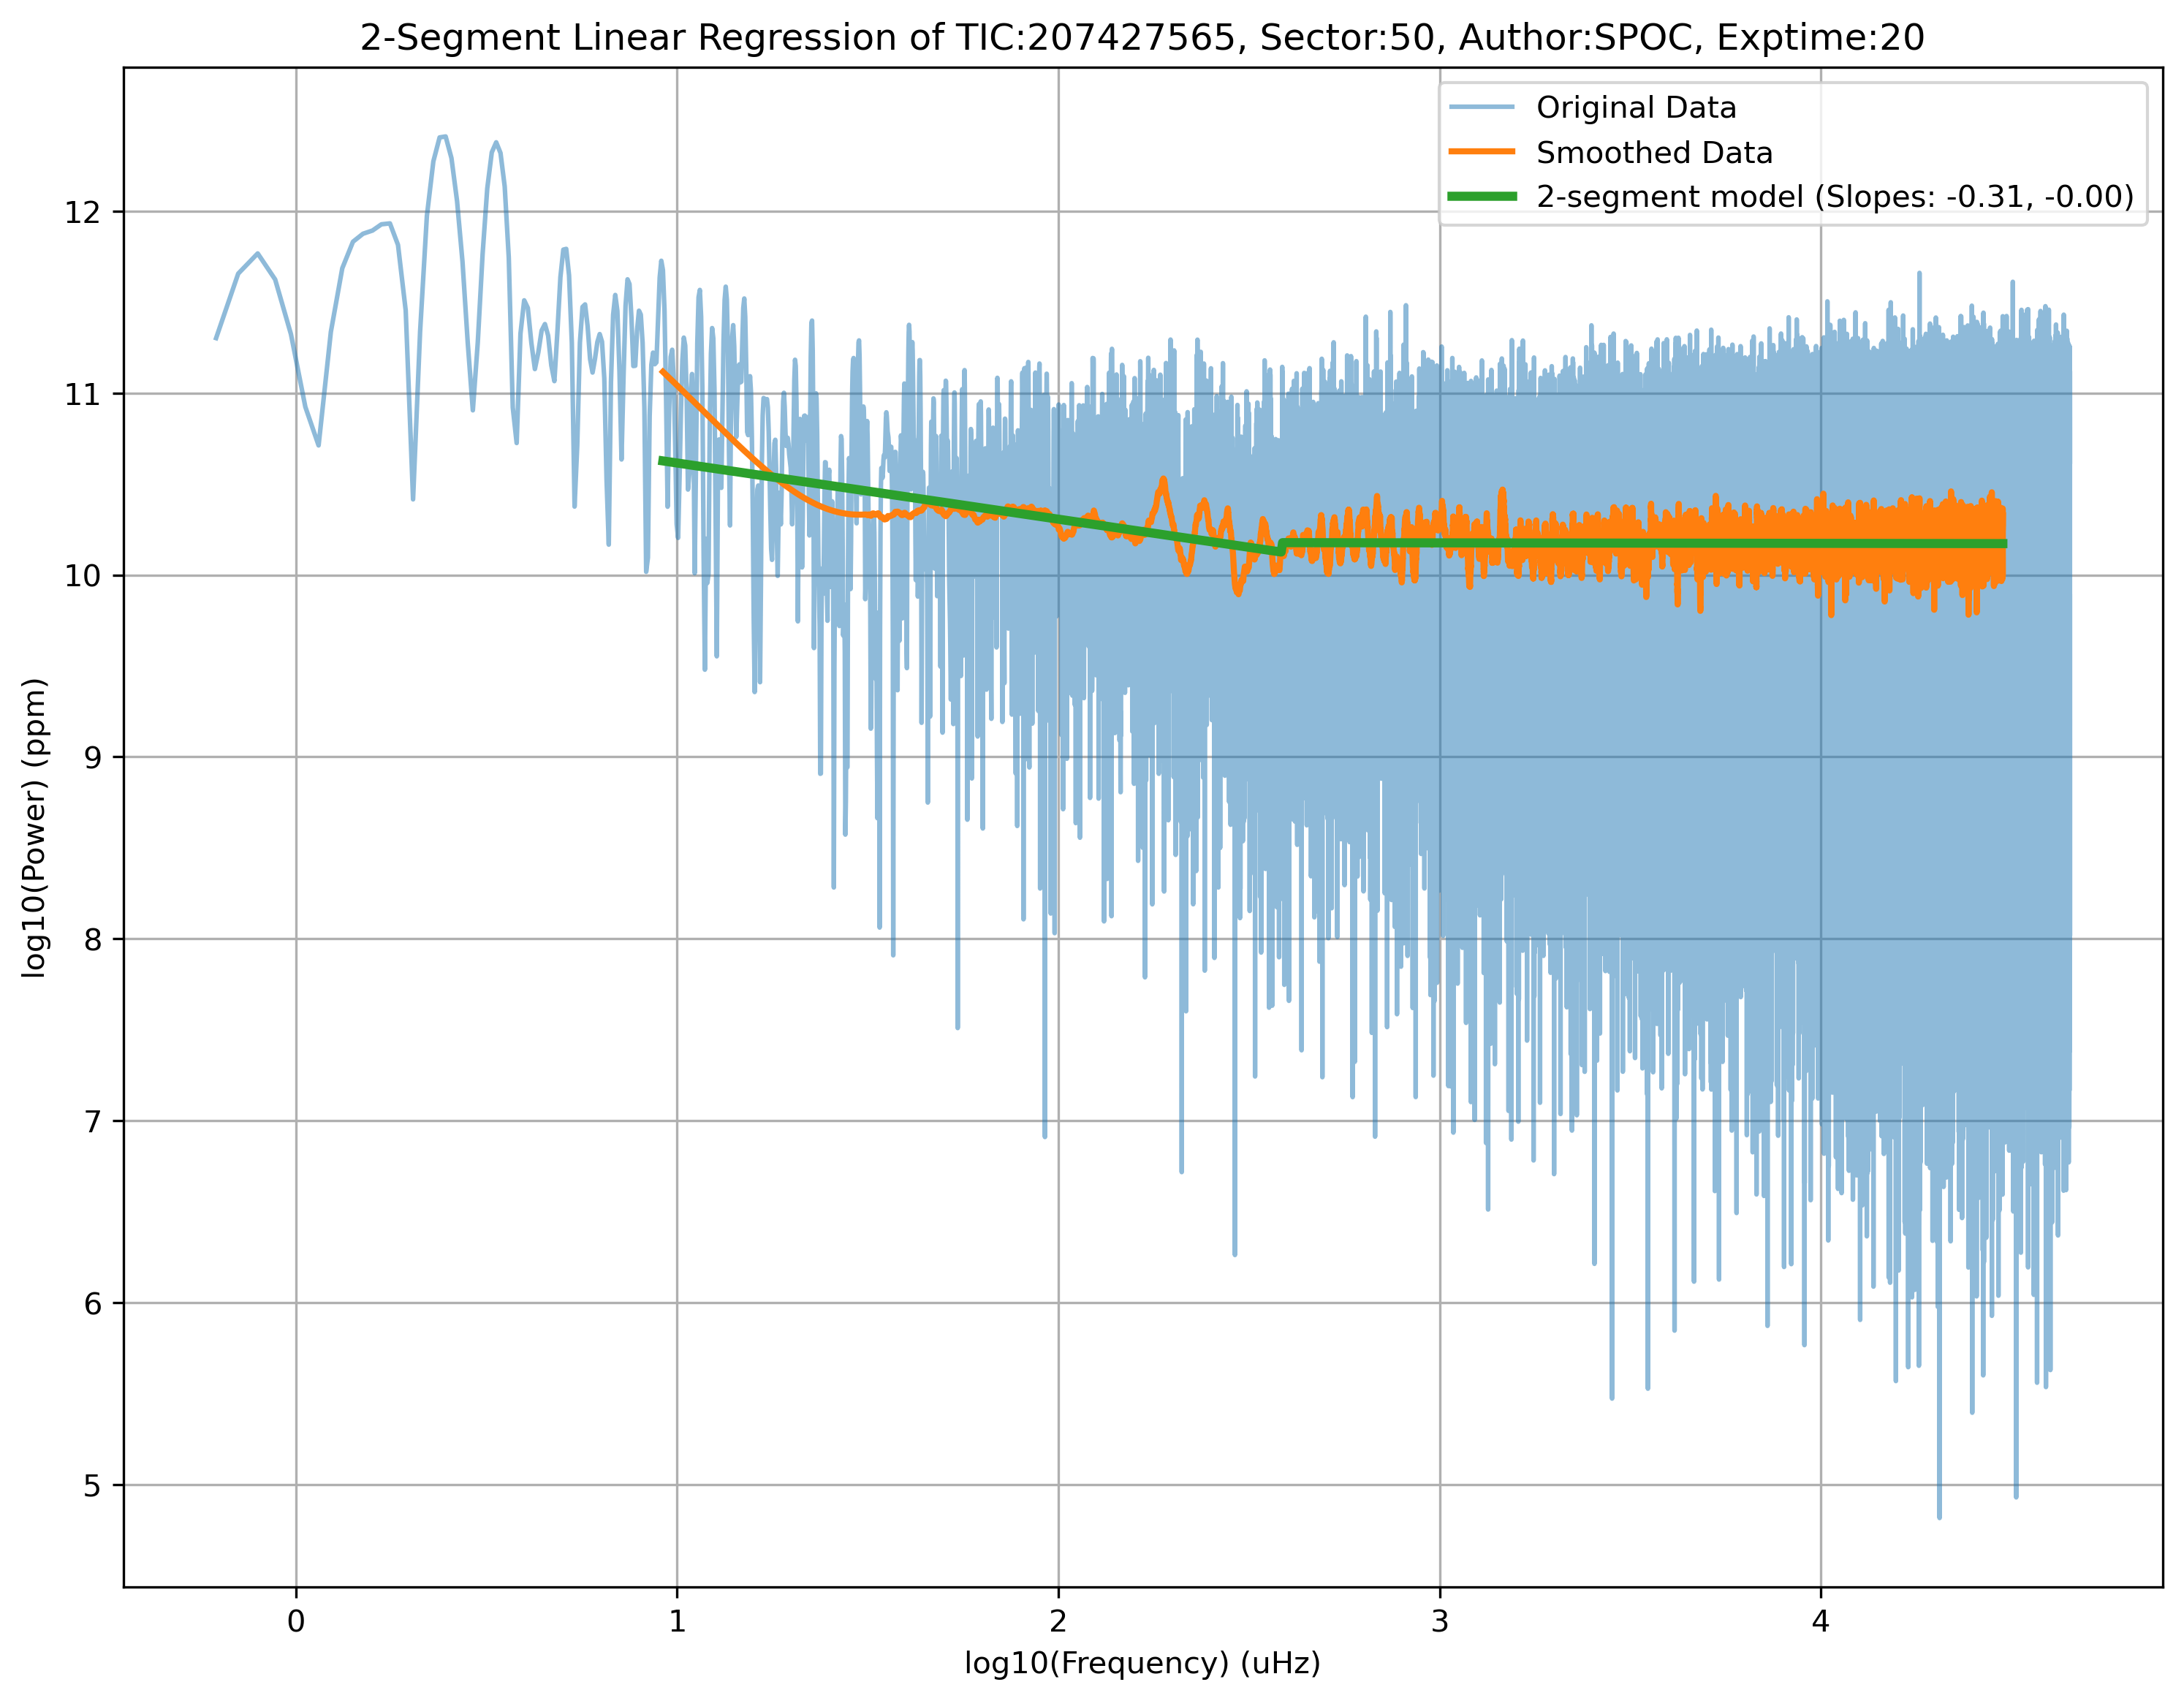 2-Segment Linear Regression of TIC:207427565, Sector:50, Author:SPOC, Exptime:20
Original Data
Smoothed Data
2-segment model (Slopes: -0.31, -0.00)
log10(Power) (ppm)
12
11
10
9
8
7
6
5
0 1 2 3 4
log10(Frequency) (uHz)